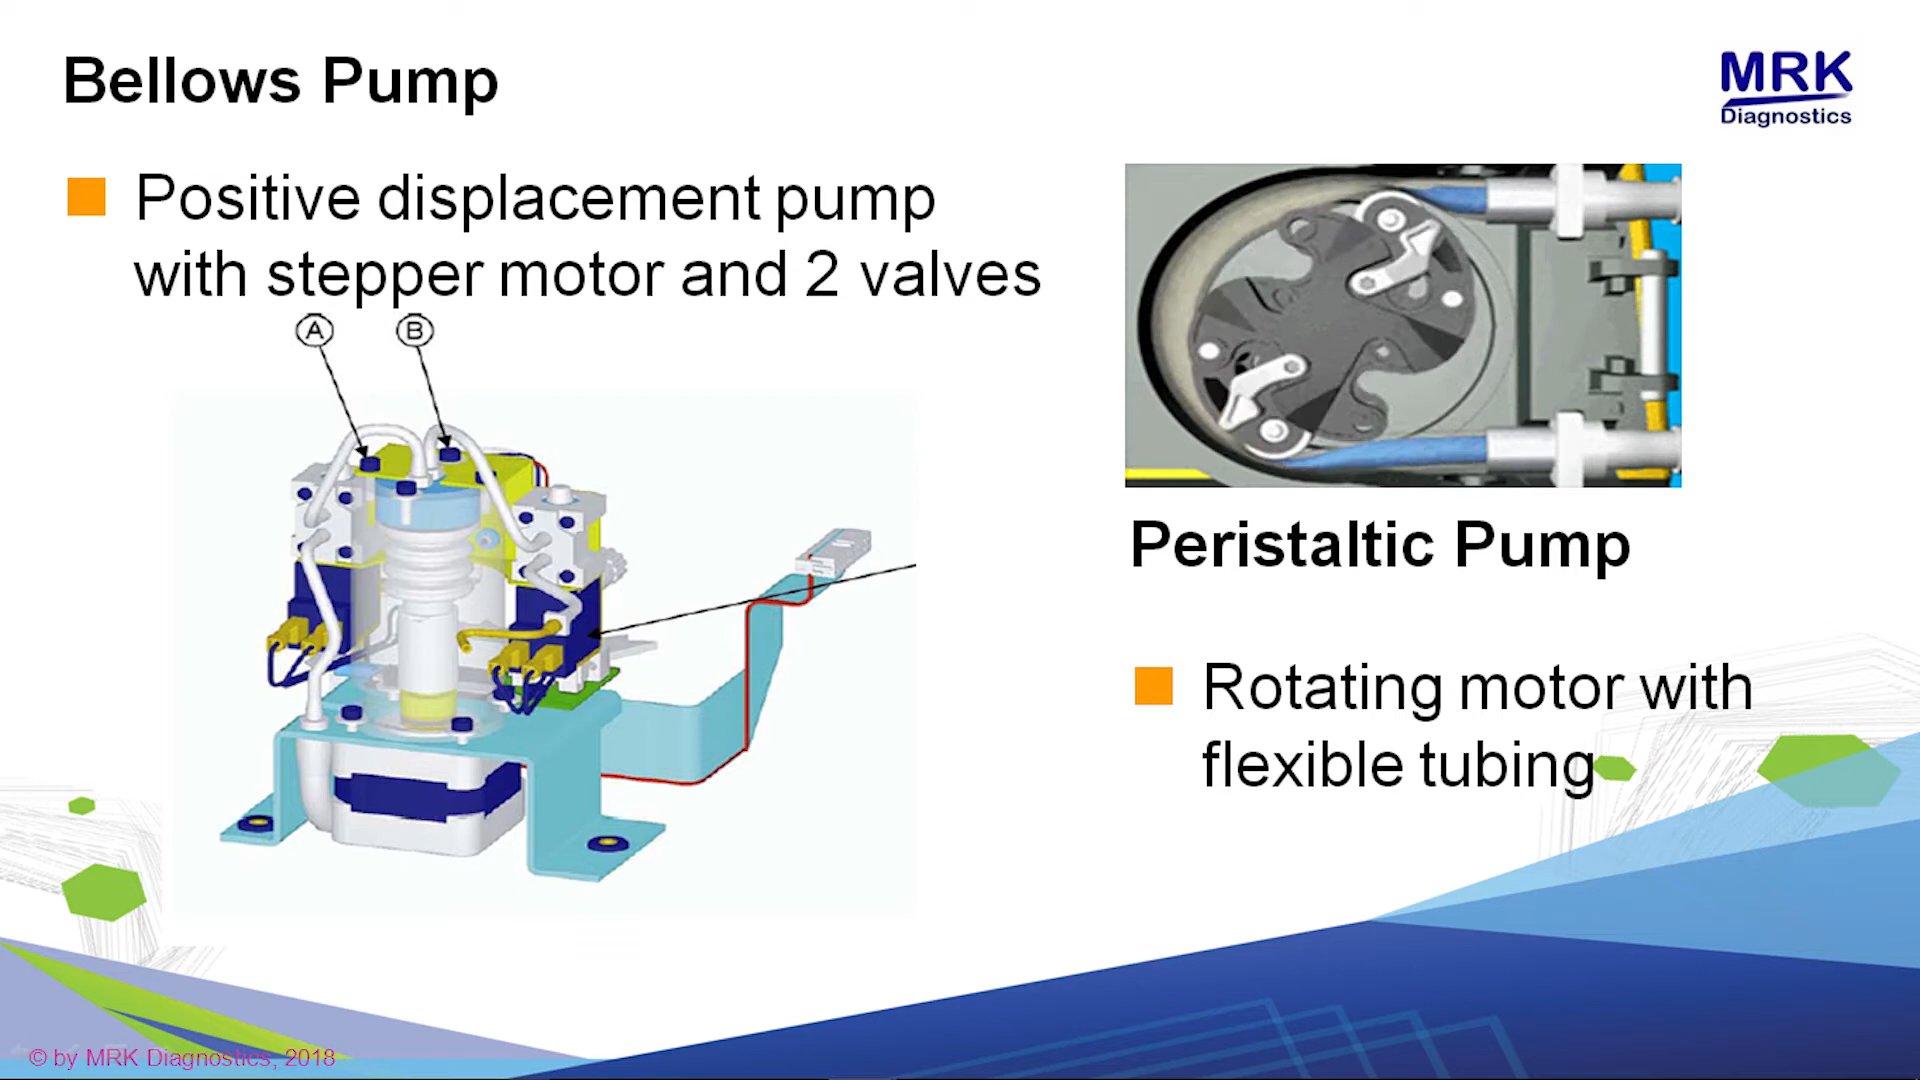 Bellows Pump
MRK
Diagnostics
Positive displacement pump
with stepper motor and 2 valves
A
B
Peristaltic Pump
Rotating motor with
flexible tubing
© by MRK Diagnostics, 2018